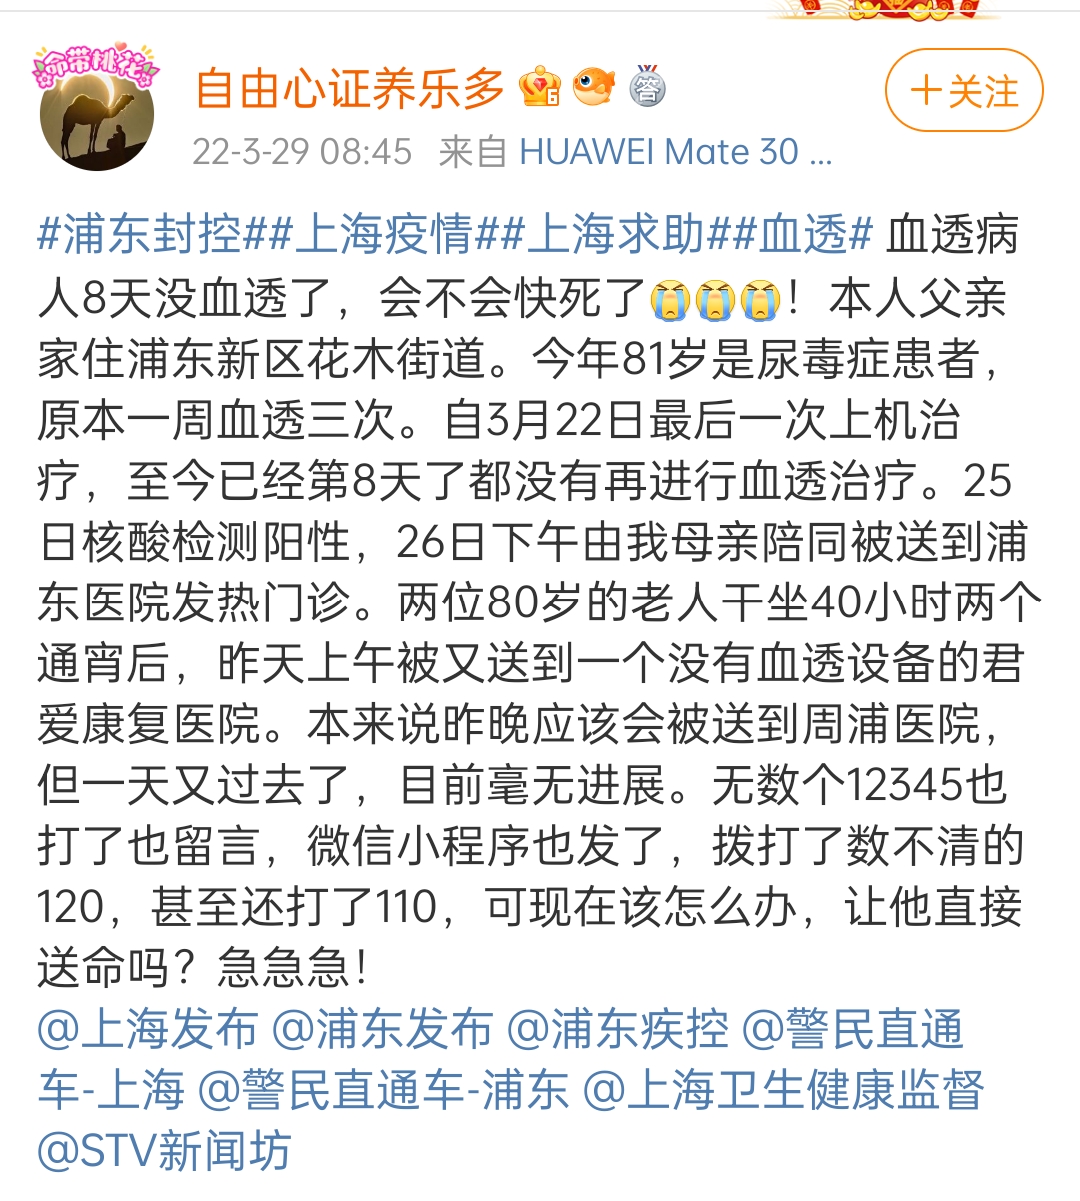 命带桃花
自由心证养乐多 6 答
+关注
22-3-29 08:45 来自 HUAWEI Mate 30 ...
#浦东封控##上海疫情##上海求助##血透# 血透病
人8天没血透了，会不会快死了😭😭😭！本人父亲
家住浦东新区花木街道。今年81岁是尿毒症患者，
原本一周血透三次。自3月22日最后一次上机治
疗，至今已经第8天了都没有再进行血透治疗。25
日核酸检测阳性，26日下午由我母亲陪同被送到浦
东医院发热门诊。两位80岁的老人干坐40小时两个
通宵后，昨天上午被又送到一个没有血透设备的君
爱康复医院。本来说昨晚应该会被送到周浦医院，
但一天又过去了，目前毫无进展。无数个12345也
打了也留言，微信小程序也发了，拨打了数不清的
120，甚至还打了110，可现在该怎么办，让他直接
送命吗？急急急！
@上海发布 @浦东发布 @浦东疾控 @警民直通
车-上海 @警民直通车-浦东 @上海卫生健康监督
@STV新闻坊